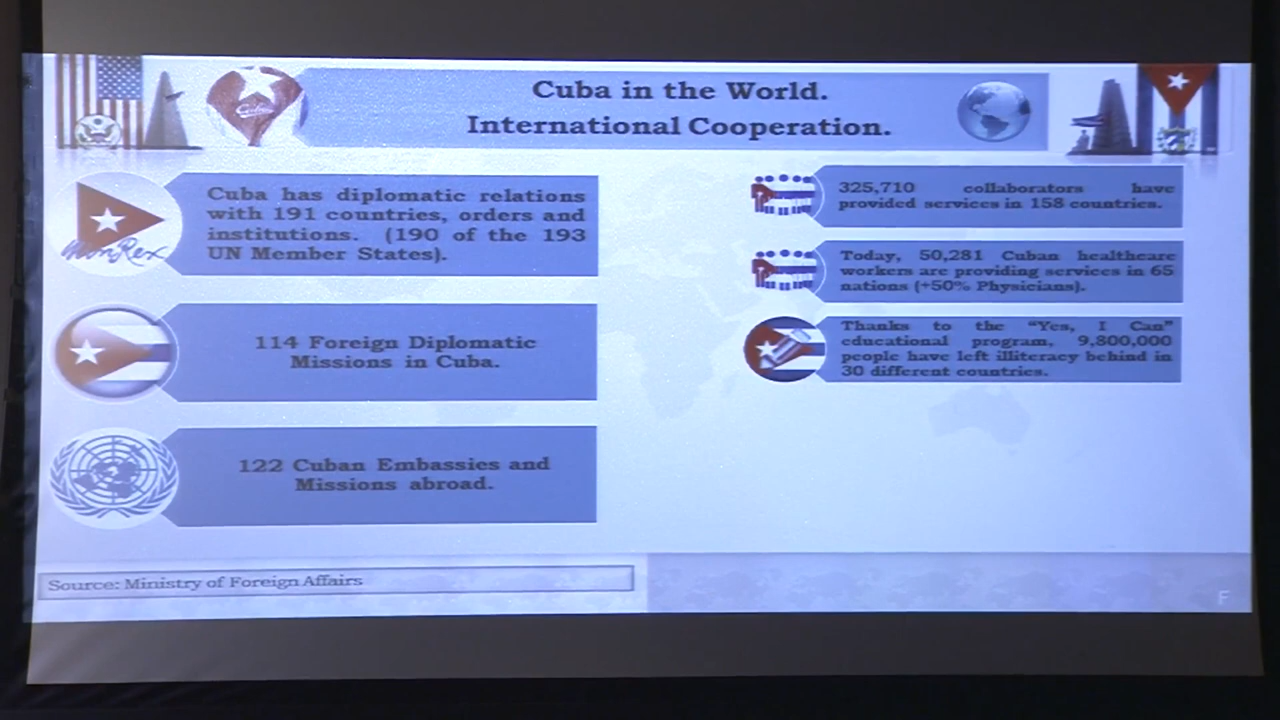 Cuba in the World.
International Cooperation.
Cuba has diplomatic relations
with 191 countries, orders and
institutions. (190 of the 193
UN Member States).
114 Foreign Diplomatic
Missions in Cuba.
122 Cuban Embassies and
Missions abroad.
325,710 collaborators have
provided services in 158 countries.
Today, 50,281 Cuban healthcare
workers are providing services in 65
nations (+50% Physicians).
Thanks to the "Yes, I Can"
educational program, 9,800,000
people have left illiteracy behind in
30 different countries.
Source: Ministry of Foreign Affairs
F